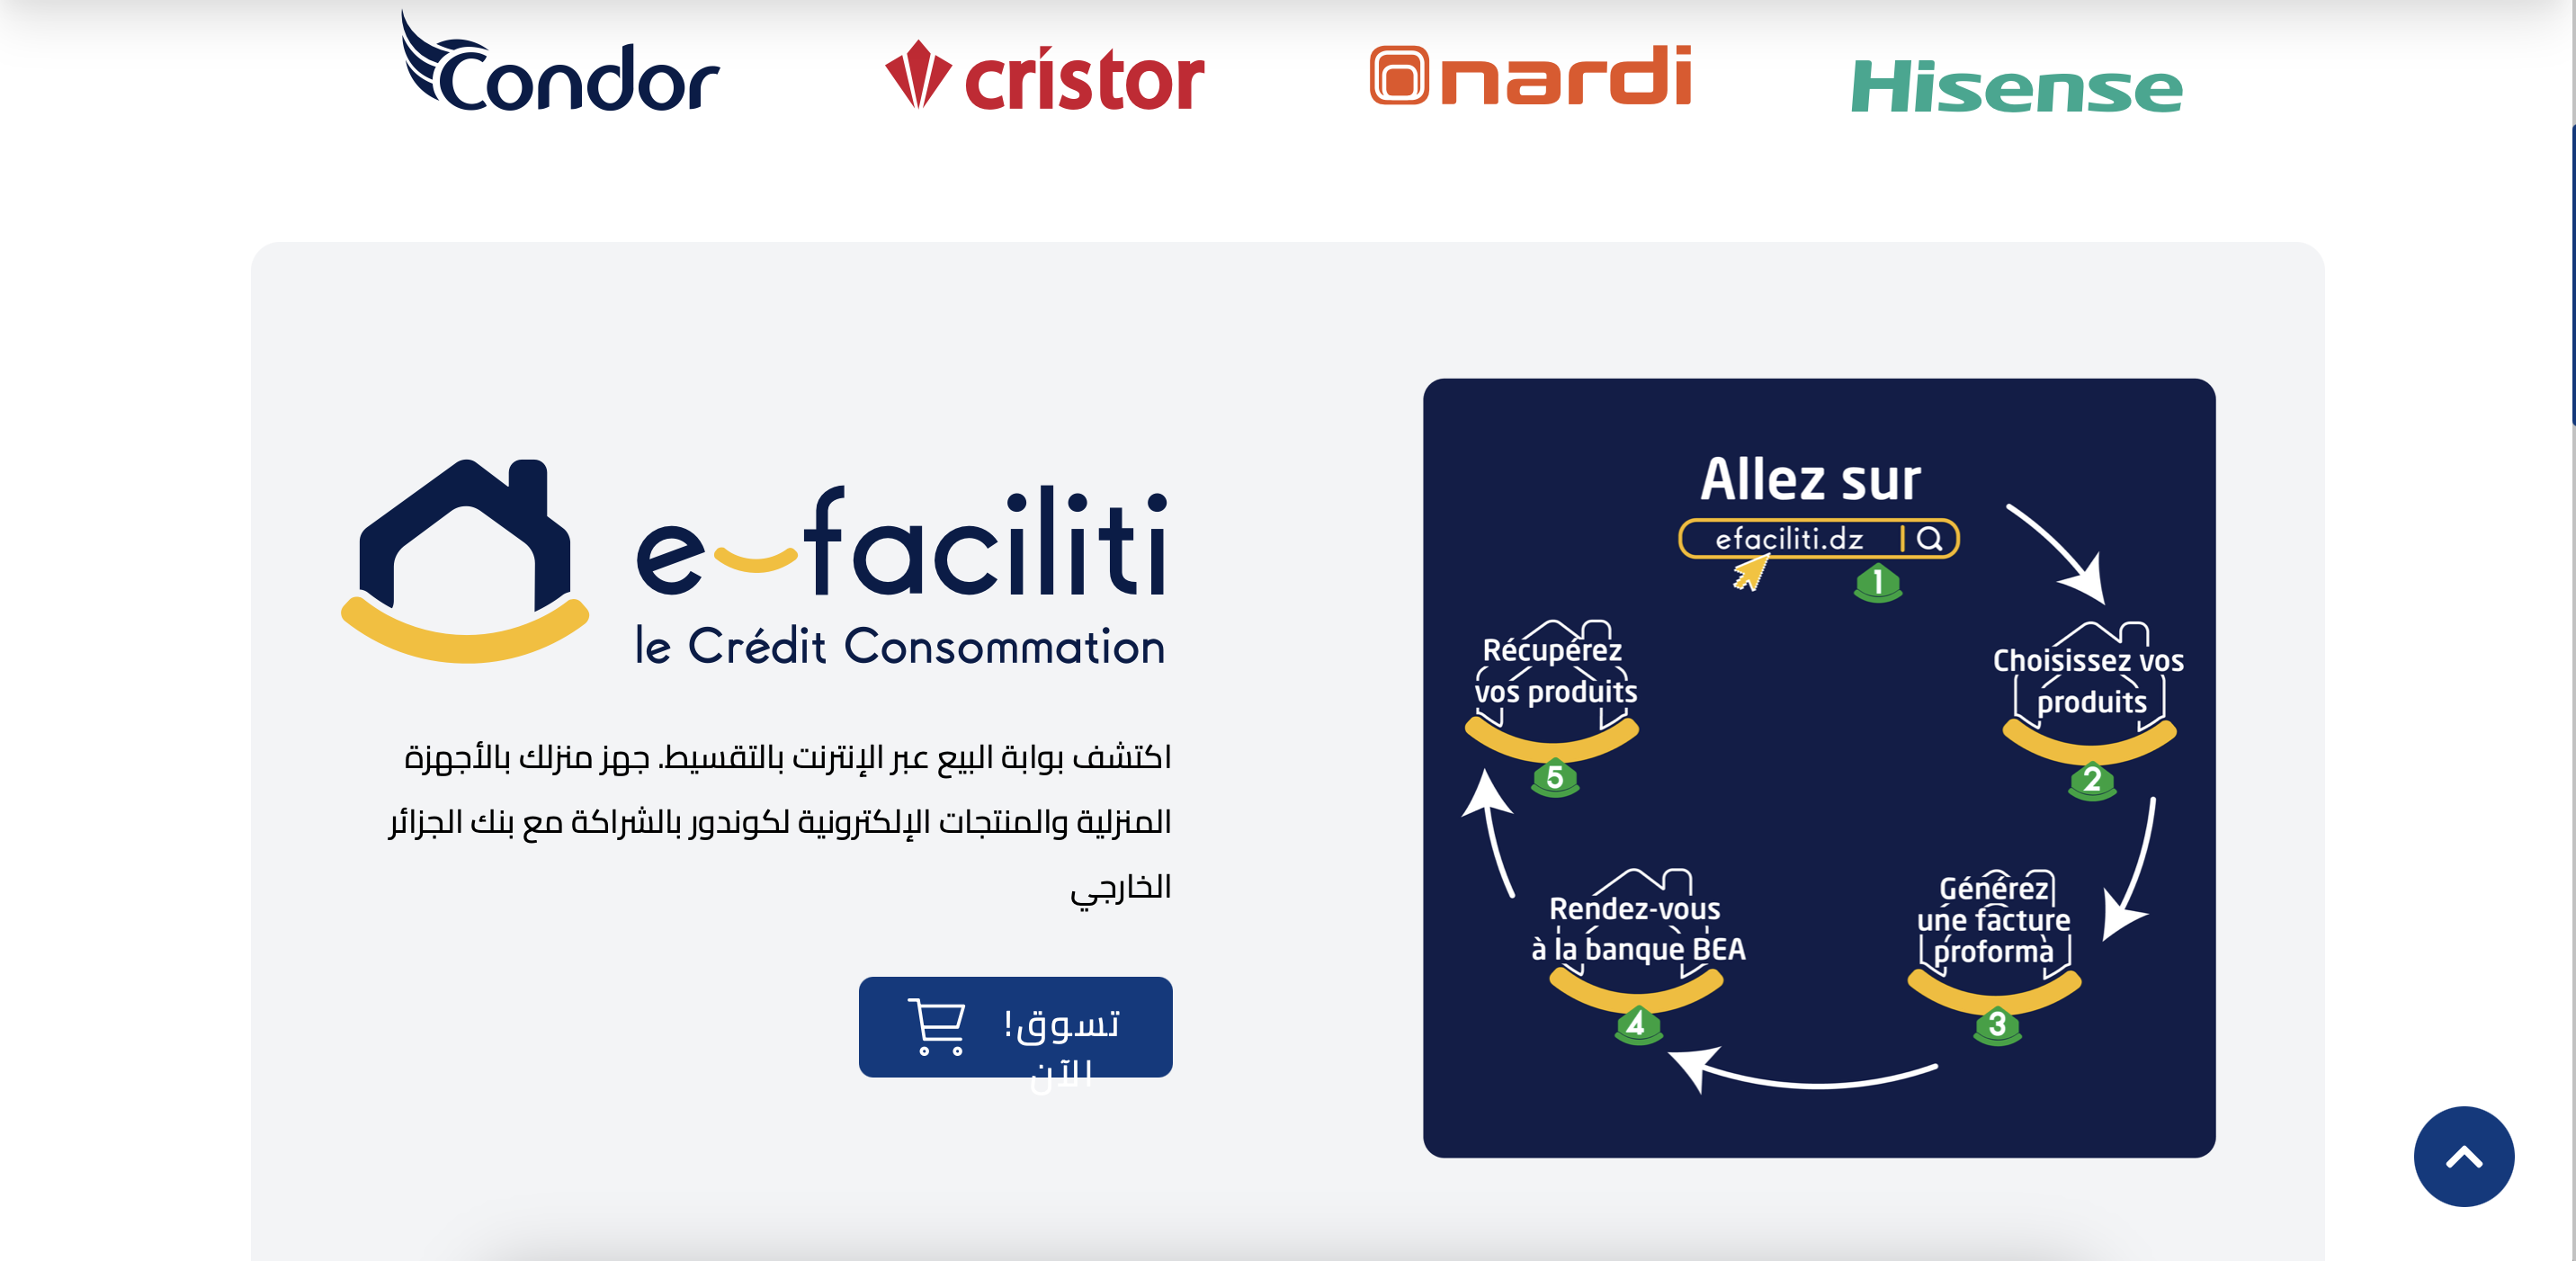 Condor
cristor
nardi
Hisense
e-faciliti
le Crédit Consommation
اكتشف بوابة البيع عبر الإنترنت بالتقسيط. جهز منزلك بالأجهزة
المنزلية والمنتجات الإلكترونية لكوندور بالشراكة مع بنك الجزائر
الخارجي
تسوق!
الآن
Allez sur
efaciliti.dz
1
Choisissez vos
produits
2
Générez
une facture
proforma
3
Rendez-vous
à la banque BEA
4
Récupérez
vos produits
5